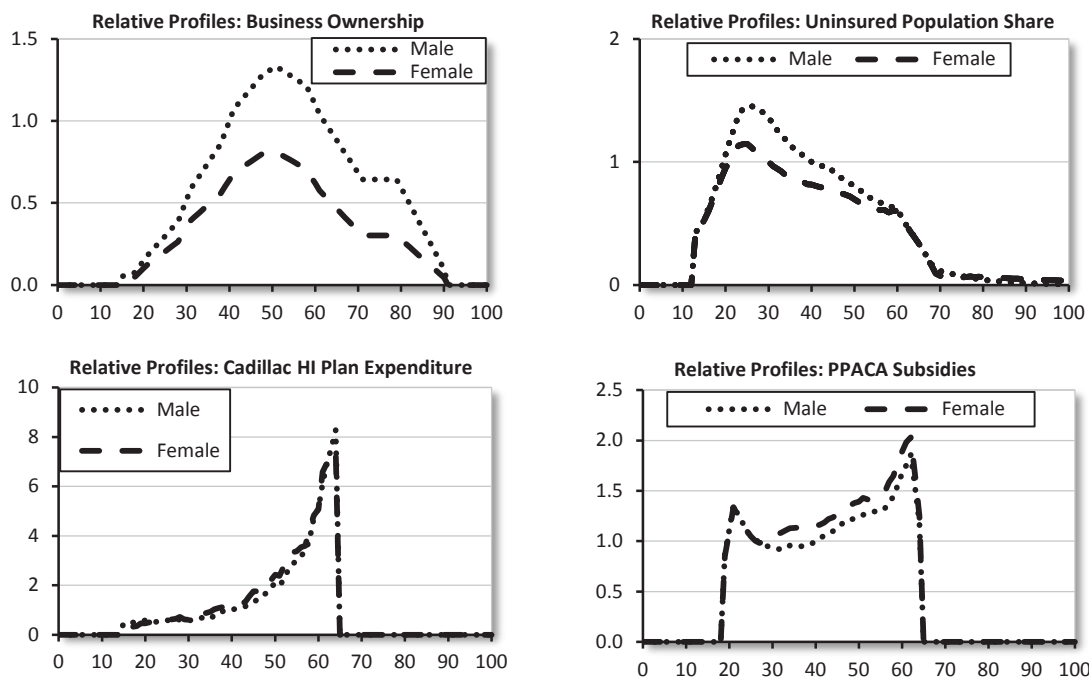 Relative Profiles: Business Ownership
1.5
1.0
0.5
0.0
Male
Female
0 10 20 30 40 50 60 70 80 90 100
Relative Profiles: Uninsured Population Share
2
1
0
Male Female
0 10 20 30 40 50 60 70 80 90 100
Relative Profiles: Cadillac HI Plan Expenditure
10
8
6
4
2
0
Male
Female
0 10 20 30 40 50 60 70 80 90 100
Relative Profiles: PPACA Subsidies
2.5
2.0
1.5
1.0
0.5
0.0
Male Female
0 10 20 30 40 50 60 70 80 90 100